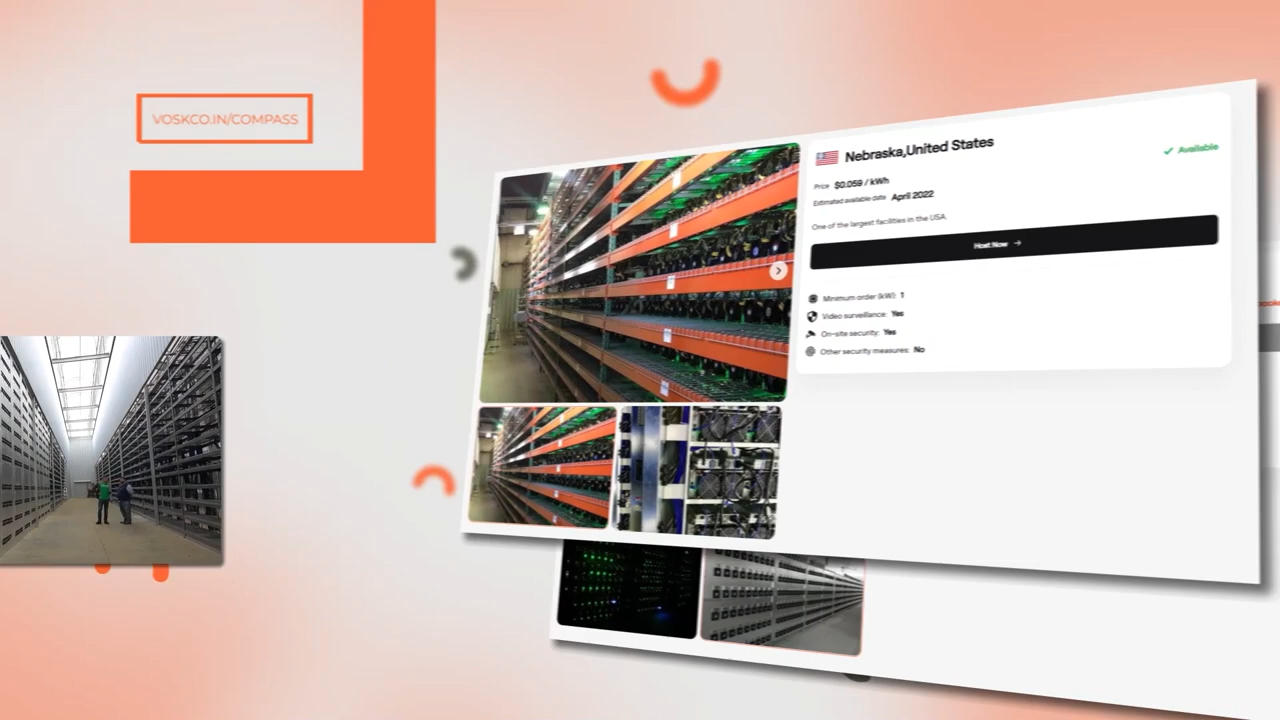 VOSKCO.IN/COMPASS
Nebraska,United States
Available
Price $0.059 / kWh
Estimated available date April 2022
One of the largest facilities in the USA.
Host Now
Minimum order (kW): 1
Video surveillance: Yes
On-site security: Yes
Other security measures: No